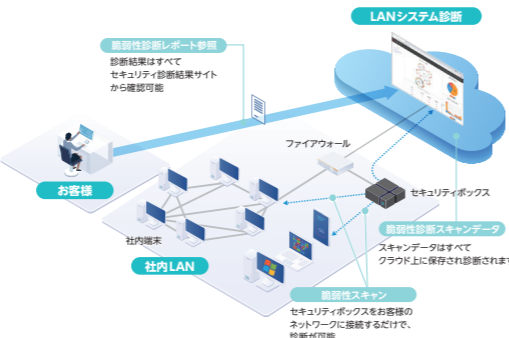 LANシステム診断
脆弱性診断レポート参照
診断結果はすべて
セキュリティ診断結果サイト
から確認可能
ファイアウォール
お客様
セキュリティボックス
社内端末
脆弱性診断スキャンデータ
スキャンデータはすべて
クラウド上に保存され診断されます
社内LAN
脆弱性スキャン
セキュリティボックスをお客様の
ネットワークに接続するだけで、
診断が可能